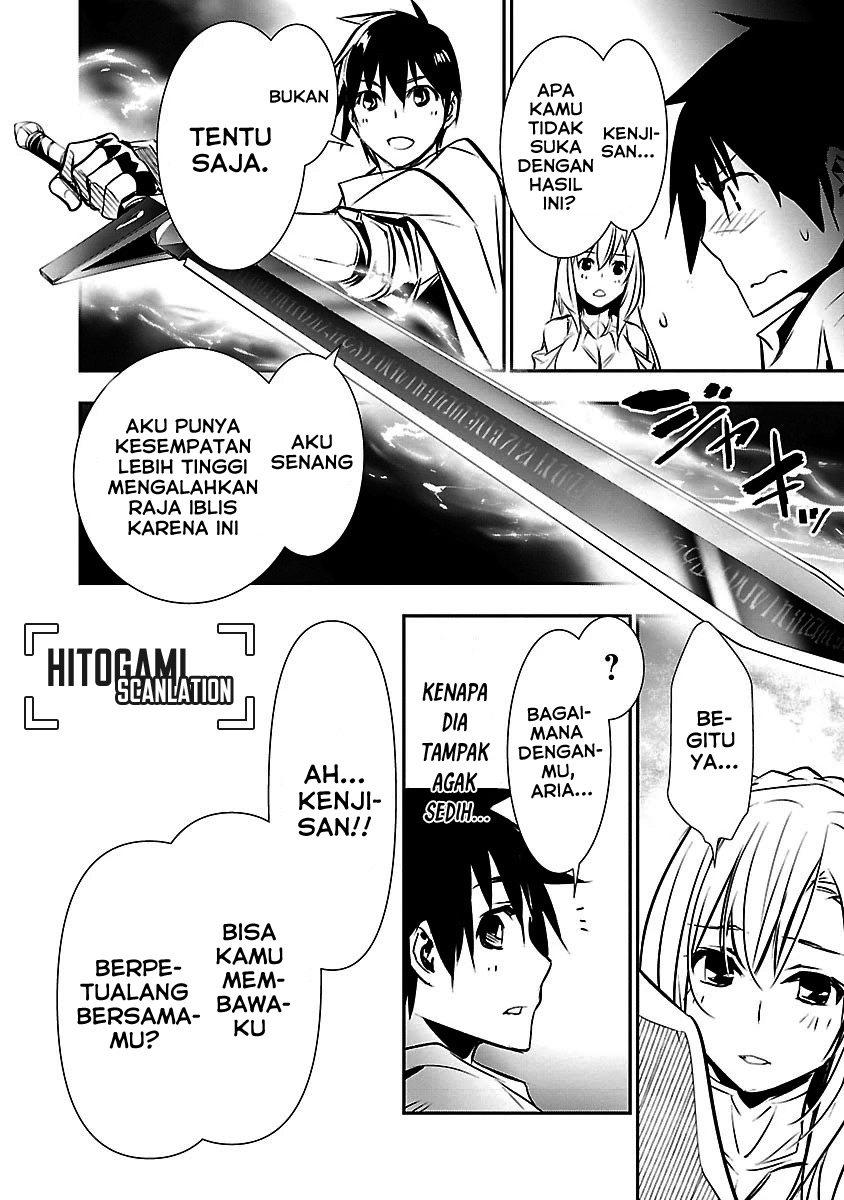 KENJI-
SAN...
APA
KAMU
TIDAK
SUKA
DENGAN
HASIL
INI?
BUKAN
TENTU
SAJA.
AKU
SENANG
AKU PUNYA
KESEMPATAN
LEBIH TINGGI
MENGALAHKAN
RAJA IBLIS
KARENA INI
ジャキッ
BE-
GITU
YA...
?
BAGAI-
MANA
DENGAN-
MU,
ARIA...
KENAPA
DIA
TAMPAK
AGAK
SEDIH...
HITOGAMI
SCANLATION
AH...
KENJI-
SAN!!
BISA
KAMU
MEM-
BAWA-
KU
BERPE-
TUALANG
BERSAMA-
MU?